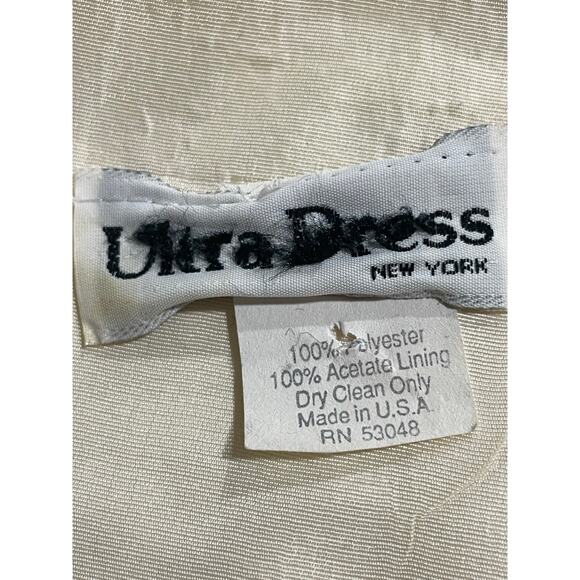 Ultra Dress
NEW YORK
100% Polyester
100% Acetate Lining
Dry Clean Only
Made in U.S.A.
RN 53048